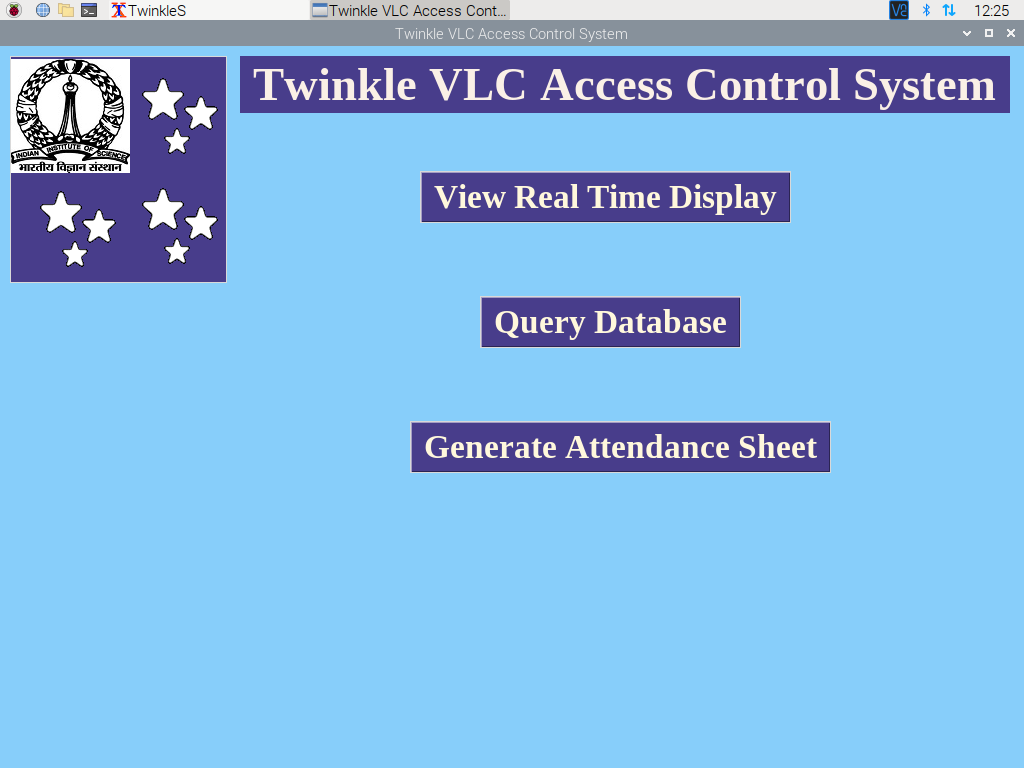 TwinkleS
Twinkle VLC Access Cont...
12:25
Twinkle VLC Access Control System
INDIAN INSTITUTE OF SCIENCE
भारतीय विज्ञान संस्थान
Twinkle VLC Access Control System
View Real Time Display
Query Database
Generate Attendance Sheet